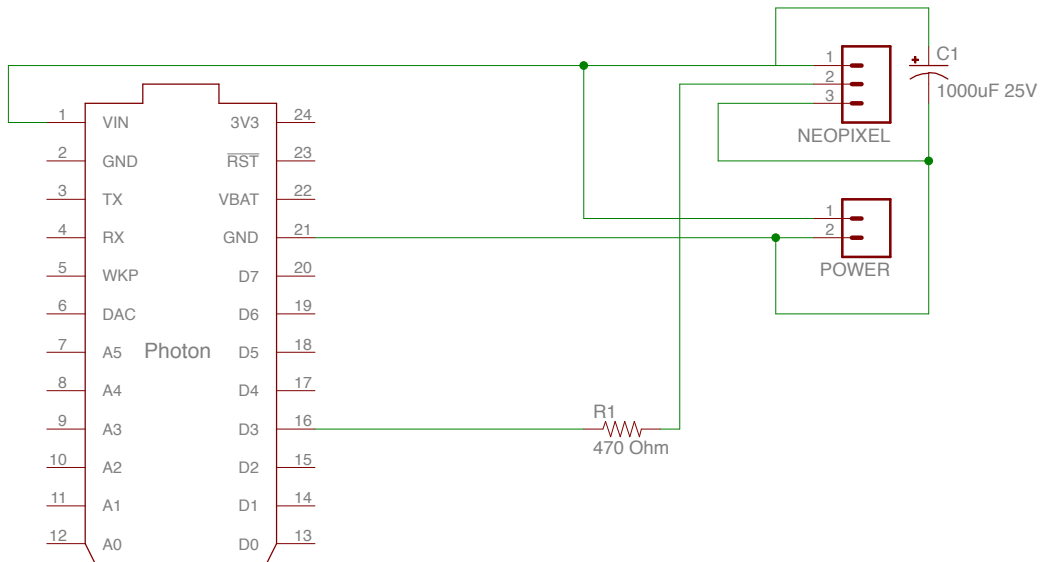 1 VIN 3V3 24
2 GND RST 23
3 TX VBAT 22
4 RX GND 21
5 WKP D7 20
6 DAC D6 19
7 A5 Photon D5 18
8 A4 D4 17
9 A3 D3 16
10 A2 D2 15
11 A1 D1 14
12 A0 D0 13
R1
470 Ohm
1
2
3
NEOPIXEL
+ C1
1000uF 25V
1
2
POWER